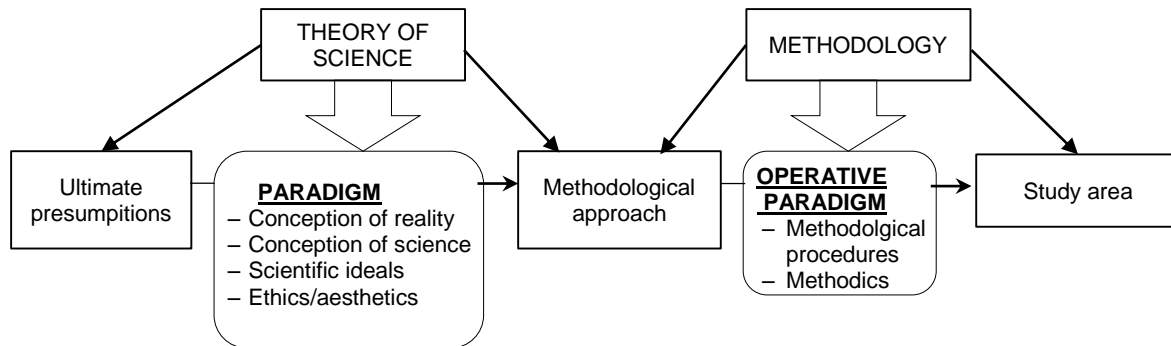 THEORY OF
SCIENCE
METHODOLOGY
Ultimate
presumpitions
PARADIGM
– Conception of reality
– Conception of science
– Scientific ideals
– Ethics/aesthetics
Methodological
approach
OPERATIVE
PARADIGM
– Methodolgical
procedures
– Methodics
Study area